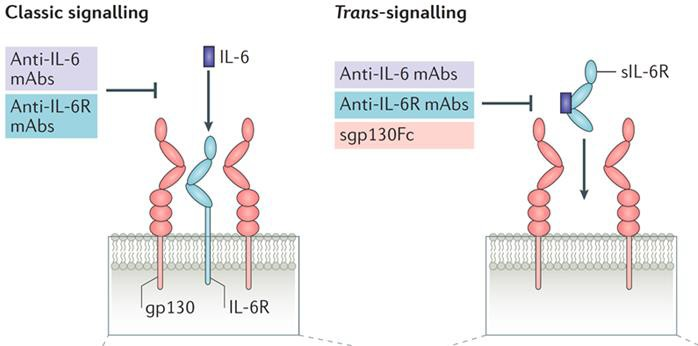 Classic signalling
Anti-IL-6
mAbs
Anti-IL-6R
mAbs
IL-6
gp130
IL-6R
Trans-signalling
Anti-IL-6 mAbs
Anti-IL-6R mAbs
sgp130Fc
sIL-6R